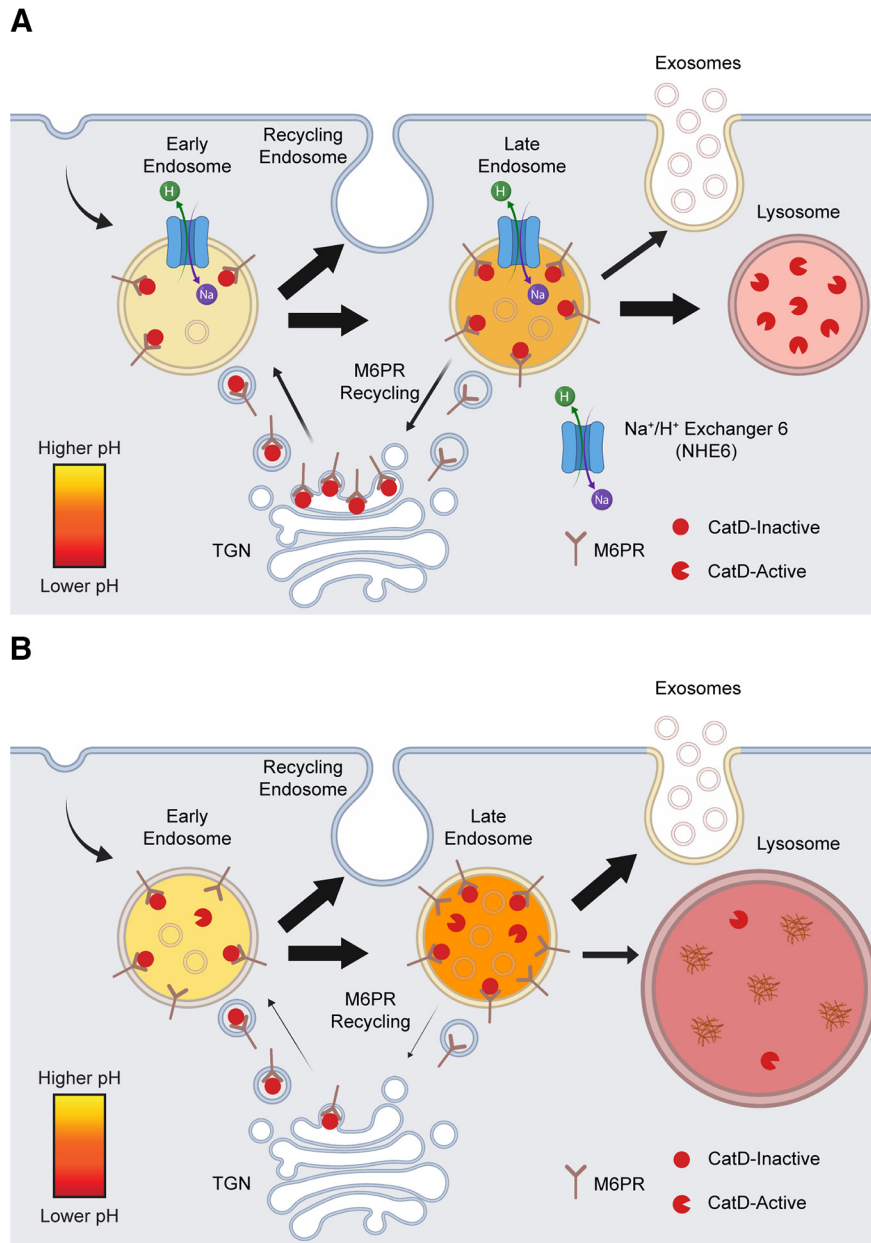 A
Exosomes
Early
Endosome
Recycling
Endosome
Late
Endosome
H
H
Lysosome
Na
Na
M6PR
Recycling
H
Na⁺/H⁺ Exchanger 6
(NHE6)
Higher pH
Na
CatD-Inactive
TGN
M6PR
CatD-Active
Lower pH
B
Exosomes
Recycling
Endosome
Early
Endosome
Late
Endosome
Lysosome
M6PR
Recycling
Higher pH
CatD-Inactive
TGN
M6PR
CatD-Active
Lower pH